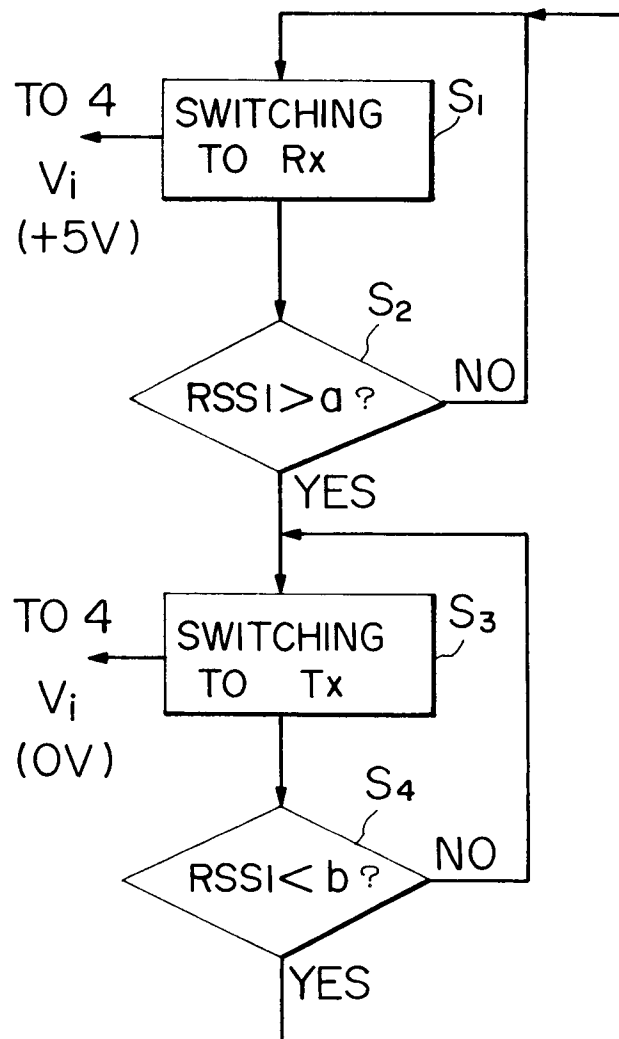 TO 4
Vi
(+5V)
SWITCHING
TO Rx
S1
S2
RSSI>a?
NO
YES
TO 4
Vi
(0V)
SWITCHING
TO Tx
S3
S4
RSSI<b?
NO
YES